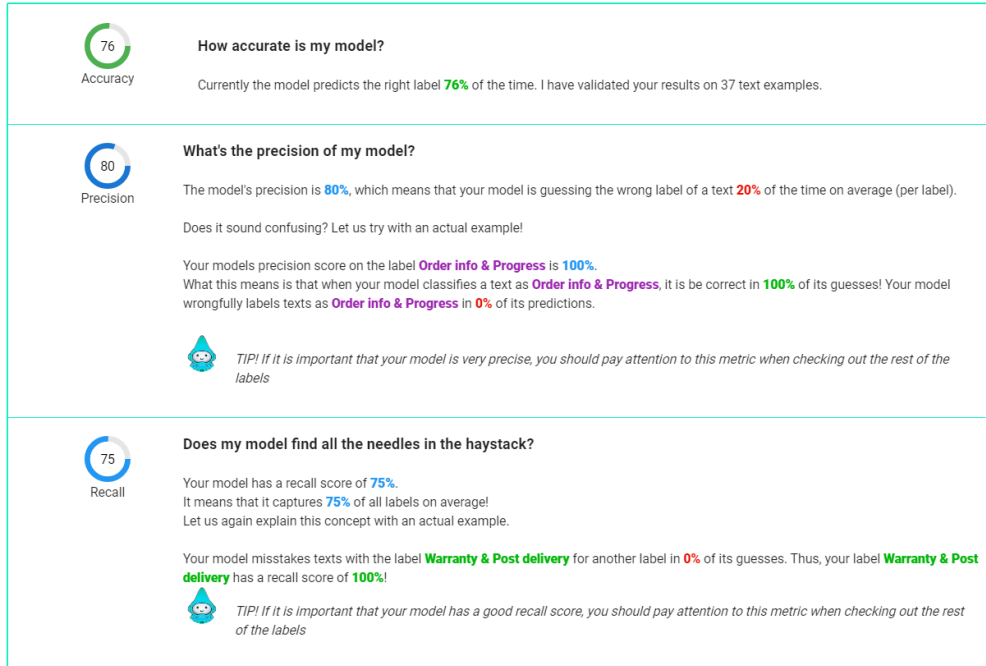 76
Accuracy
How accurate is my model?
Currently the model predicts the right label 76% of the time. I have validated your results on 37 text examples.
80
Precision
What's the precision of my model?
The model's precision is 80%, which means that your model is guessing the wrong label of a text 20% of the time on average (per label).
Does it sound confusing? Let us try with an actual example!
Your models precision score on the label Order info & Progress is 100%.
What this means is that when your model classifies a text as Order info & Progress, it is be correct in 100% of its guesses! Your model
wrongfully labels texts as Order info & Progress in 0% of its predictions.
TIP! If it is important that your model is very precise, you should pay attention to this metric when checking out the rest of the
labels
75
Recall
Does my model find all the needles in the haystack?
Your model has a recall score of 75%.
It means that it captures 75% of all labels on average!
Let us again explain this concept with an actual example.
Your model misstakes texts with the label Warranty & Post delivery for another label in 0% of its guesses. Thus, your label Warranty & Post
delivery has a recall score of 100%!
TIP! If it is important that your model has a good recall score, you should pay attention to this metric when checking out the rest
of the labels